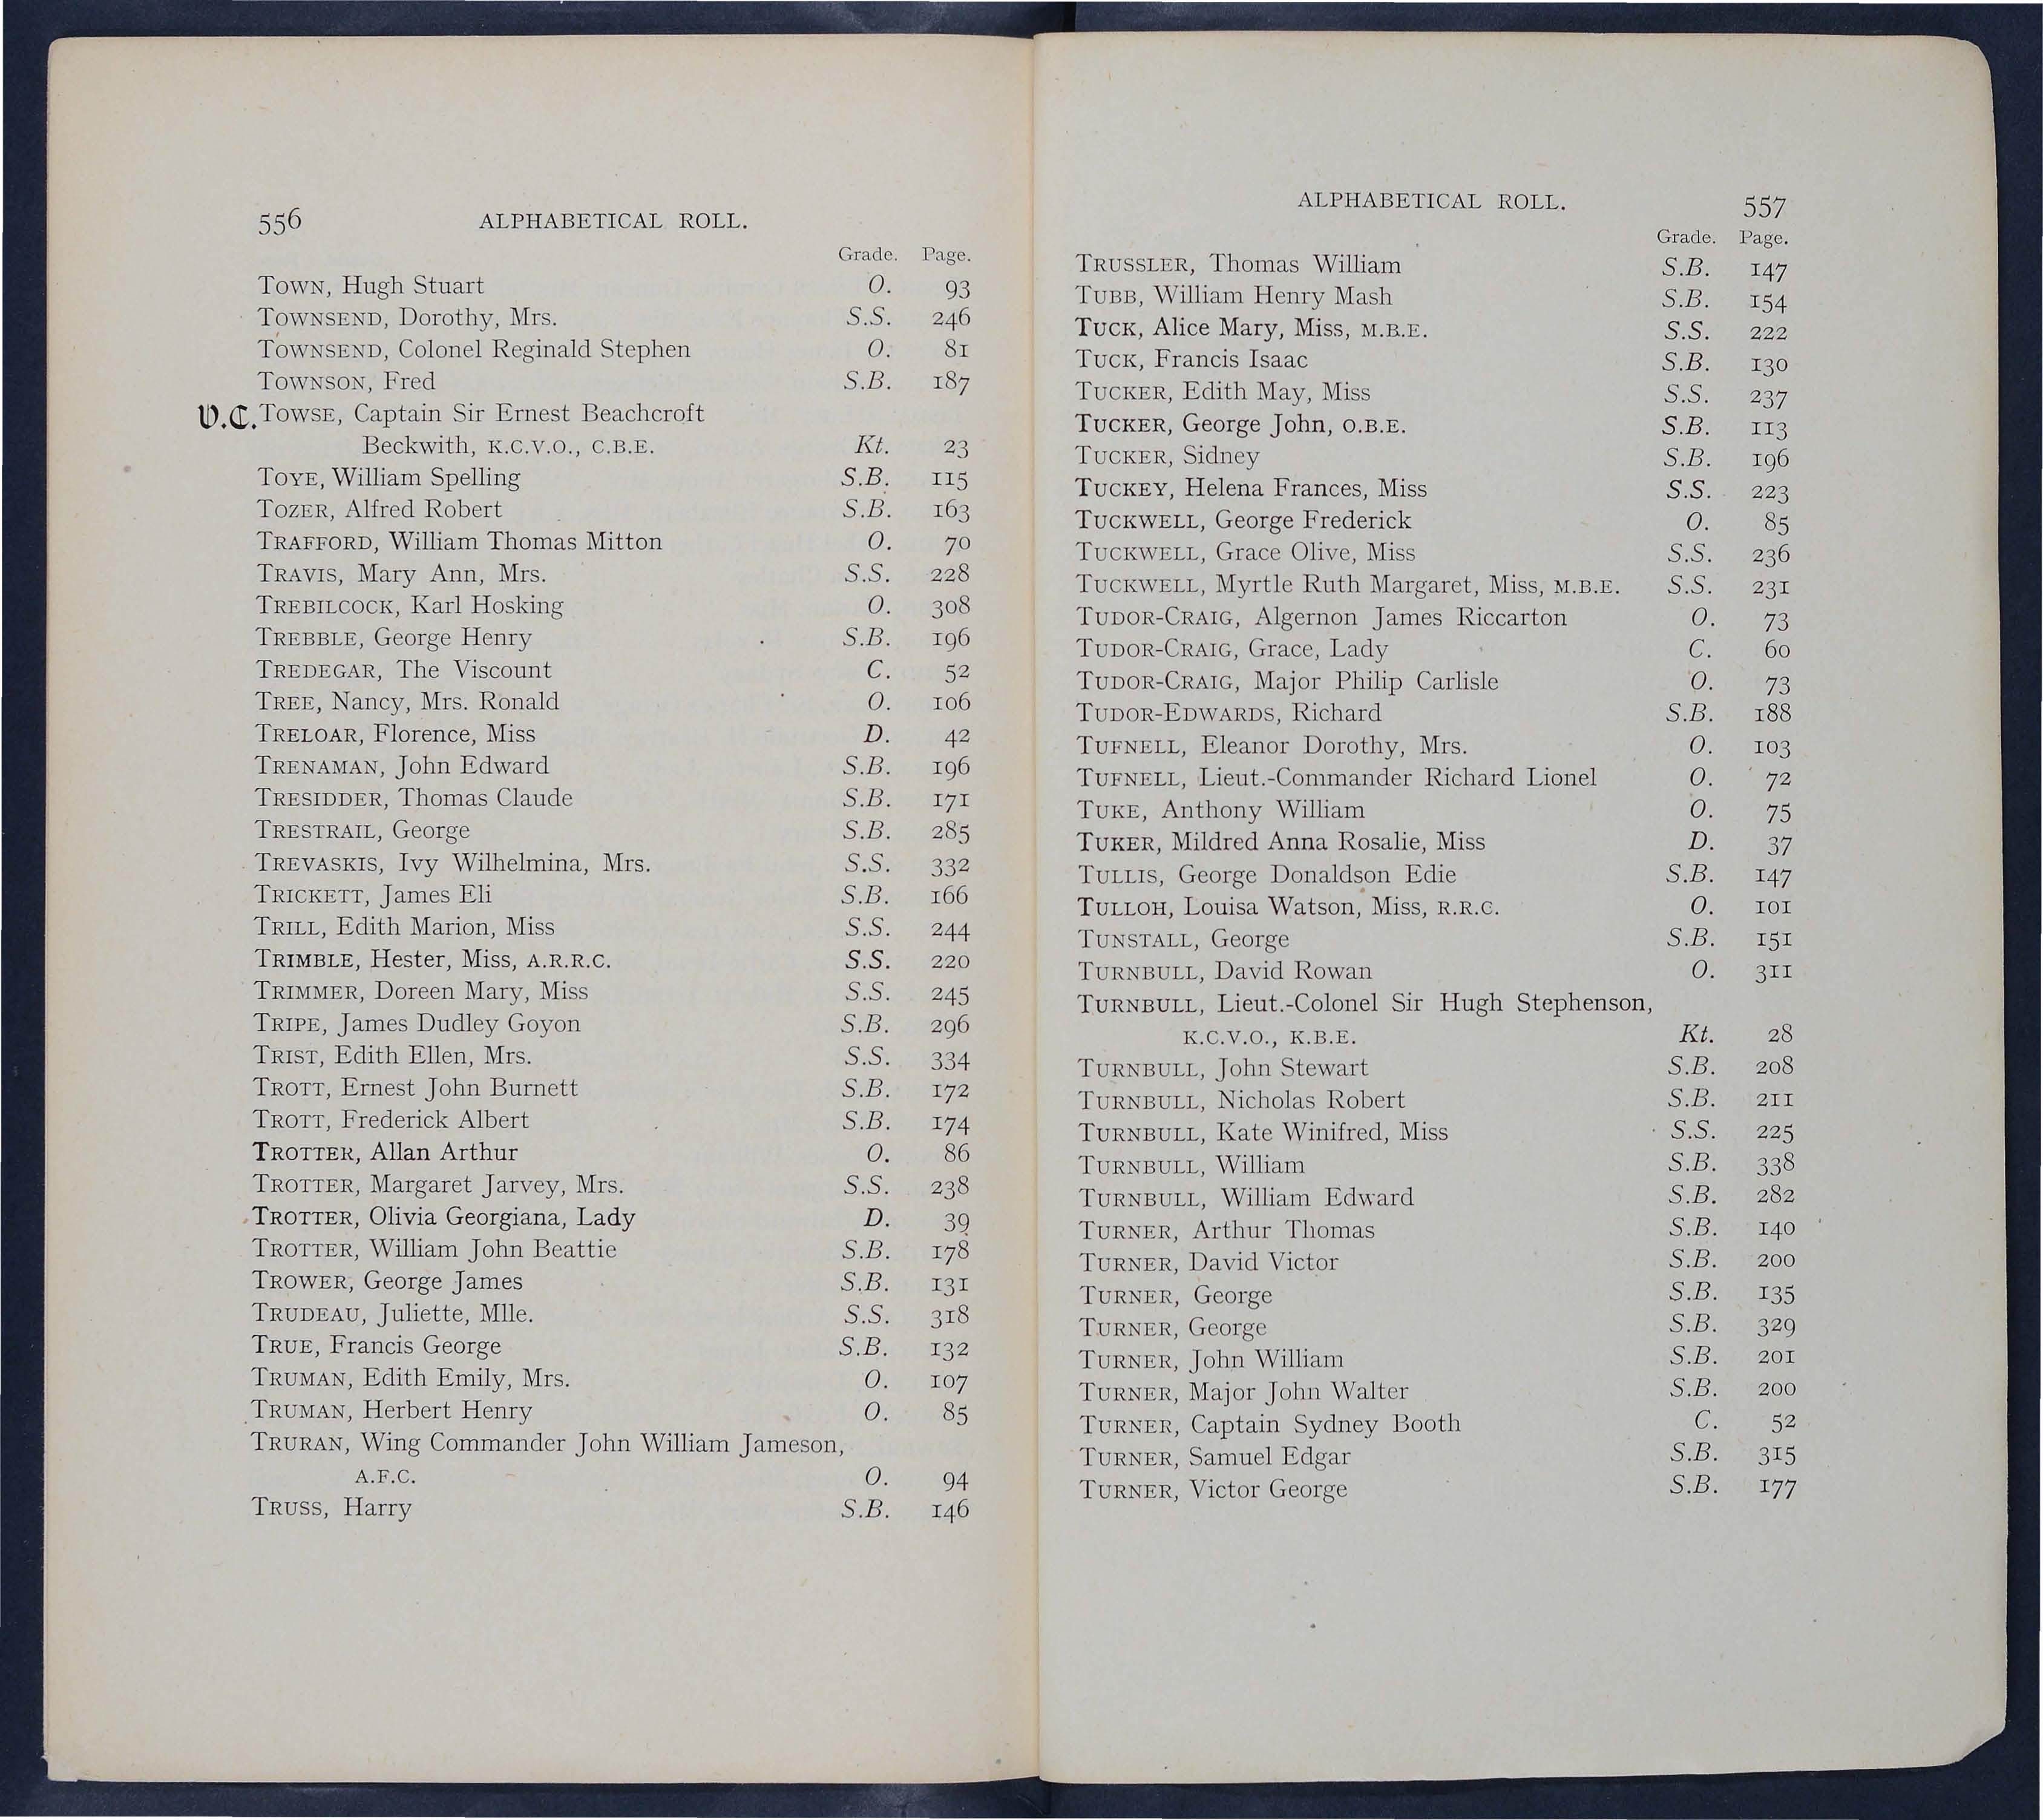 556 ALPHABETICAL ROLL.
Grade. Page.
TOWN, Hugh Stuart O. 93
TOWNSEND, Dorothy, Mrs. S.S. 246
TOWNSEND, Colonel Reginald Stephen O. 81
TOWNSON, Fred S.B. 187
V.C. TOWSE, Captain Sir Ernest Beachcroft
Beckwith, K.C.V.O., C.B.E. Kt. 23
TOYE, William Spelling S.B. 115
TOZER, Alfred Robert S.B. 163
TRAFFORD, William Thomas Mitton O. 70
TRAVIS, Mary Ann, Mrs. S.S. 228
TREBILCOCK, Karl Hosking O. 308
TREBBLE, George Henry S.B. 196
TREDEGAR, The Viscount C. 52
TREE, Nancy, Mrs. Ronald O. 106
TRELOAR, Florence, Miss D. 42
TRENAMAN, John Edward S.B. 196
TRESIDDER, Thomas Claude S.B. 171
TRESTRAIL, George S.B. 285
TREVASKIS, Ivy Wilhelmina, Mrs. S.S. 332
TRICKETT, James Eli S.B. 166
TRILL, Edith Marion, Miss S.S. 244
TRIMBLE, Hester, Miss, A.R.R.C. S.S. 220
TRIMMER, Doreen Mary, Miss S.S. 245
TRIPE, James Dudley Goyon S.B. 296
TRIST, Edith Ellen, Mrs. S.S. 334
TROTT, Ernest John Burnett S.B. 172
TROTT, Frederick Albert S.B. 174
TROTTER, Allan Arthur O. 86
TROTTER, Margaret Jarvey, Mrs. S.S. 238
TROTTER, Olivia Georgiana, Lady D. 39
TROTTER, William John Beattie S.B. 178
TROWER, George James S.B. 131
TRUDEAU, Juliette, Mlle. S.S. 318
TRUE, Francis George S.B. 132
TRUMAN, Edith Emily, Mrs. O. 107
TRUMAN, Herbert Henry O. 85
TRURAN, Wing Commander John William Jameson,
A.F.C. O. 94
TRUSS, Harry S.B. 146
ALPHABETICAL ROLL. 557
Grade. Page.
TRUSSLER, Thomas William S.B. 147
TUBB, William Henry Mash S.B. 154
TUCK, Alice Mary, Miss, M.B.E. S.S. 222
TUCK, Francis Isaac S.B. 130
TUCKER, Edith May, Miss S.S. 237
TUCKER, George John, O.B.E. S.B. 113
TUCKER, Sidney S.B. 196
TUCKEY, Helena Frances, Miss S.S. 223
TUCKWELL, George Frederick O. 85
TUCKWELL, Grace Olive, Miss S.S. 236
TUCKWELL, Myrtle Ruth Margaret, Miss, M.B.E. S.S. 231
TUDOR-CRAIG, Algernon James Riccarton O. 73
TUDOR-CRAIG, Grace, Lady C. 60
TUDOR-CRAIG, Major Philip Carlisle O. 73
TUDOR-EDWARDS, Richard S.B. 188
TUFNELL, Eleanor Dorothy, Mrs. O. 103
TUFNELL, Lieut.-Commander Richard Lionel O. 72
TUKE, Anthony William O. 75
TUKER, Mildred Anna Rosalie, Miss D. 37
TULLIS, George Donaldson Edie S.B. 147
TULLOH, Louisa Watson, Miss, R.R.C. O. 101
TUNSTALL, George S.B. 151
TURNBULL, David Rowan O. 311
TURNBULL, Lieut.-Colonel Sir Hugh Stephenson,
K.C.V.O., K.B.E. Kt. 28
TURNBULL, John Stewart S.B. 208
TURNBULL, Nicholas Robert S.B. 211
TURNBULL, Kate Winifred, Miss S.S. 225
TURNBULL, William S.B. 338
TURNBULL, William Edward S.B. 282
TURNER, Arthur Thomas S.B. 140
TURNER, David Victor S.B. 200
TURNER, George S.B. 135
TURNER, George S.B. 329
TURNER, John William S.B. 201
TURNER, Major John Walter S.B. 200
TURNER, Captain Sydney Booth C. 52
TURNER, Samuel Edgar S.B. 315
TURNER, Victor George S.B. 177